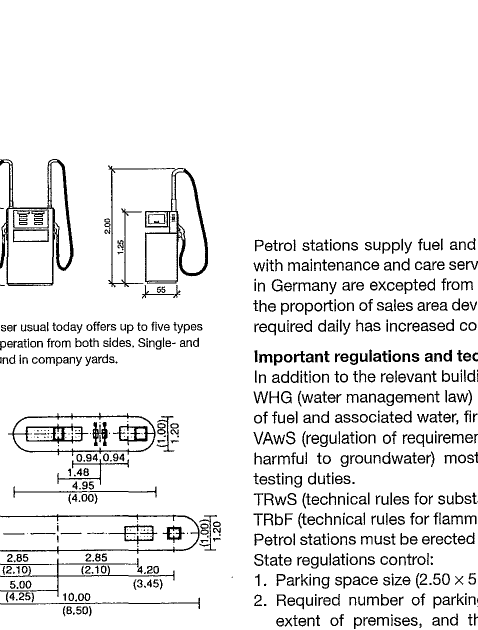 2.00
1.25
55
ser usual today offers up to five types
peration from both sides. Single- and
und in company yards.
(1.00)
1.20
0.94 0.94
1.48
4.95
(4.00)
(1.00)
1.20
2.85
2.85
(2.10)
(2.10)
4.20
(3.45)
5.00
(4.25)
10.00
(8.50)
Petrol stations supply fuel and
with maintenance and care serv
in Germany are excepted from
the proportion of sales area dev
required daily has increased co
Important regulations and tec
In addition to the relevant buildi
WHG (water management law)
of fuel and associated water, fir
VAwS (regulation of requiremer
harmful to groundwater) most
testing duties.
TRwS (technical rules for subst
TRbF (technical rules for flamm
Petrol stations must be erected
State regulations control:
1. Parking space size (2.50 × 5
2. Required number of parking
extent of premises, and th